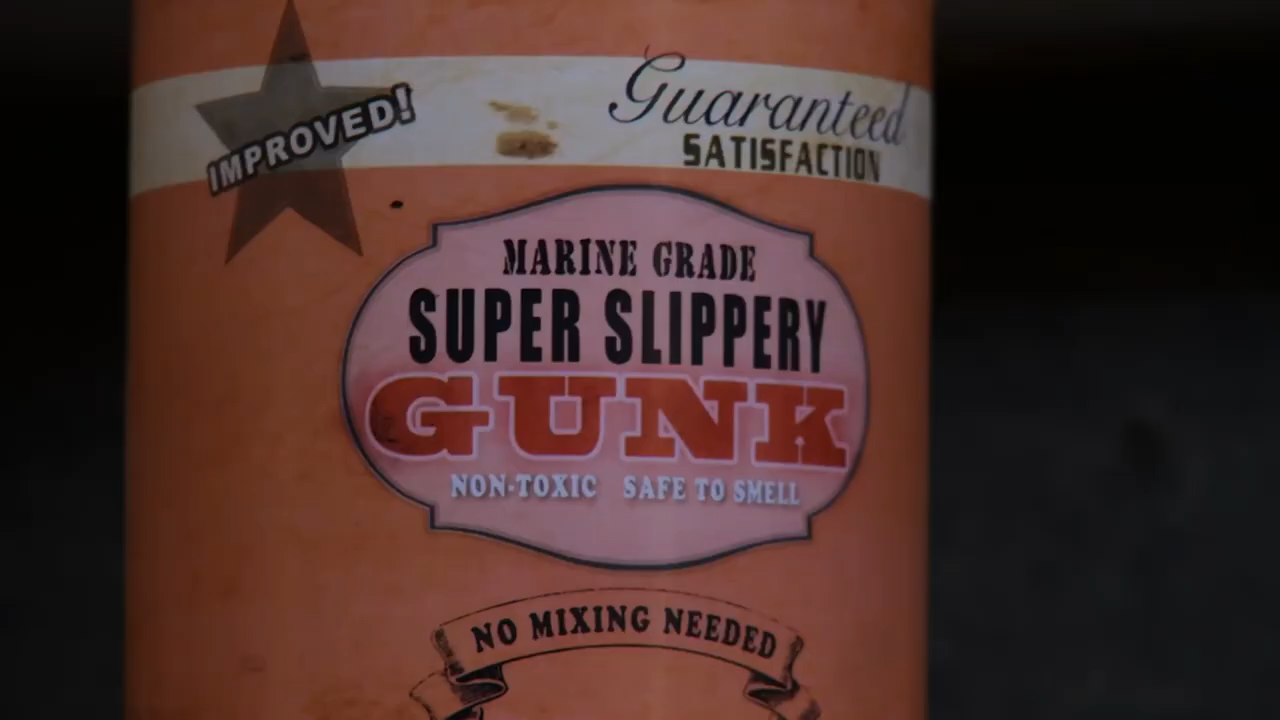 IMPROVED!
Guaranteed
SATISFACTION
MARINE GRADE
SUPER SLIPPERY
GUNK
NON-TOXIC SAFE TO SMELL
NO MIXING NEEDED